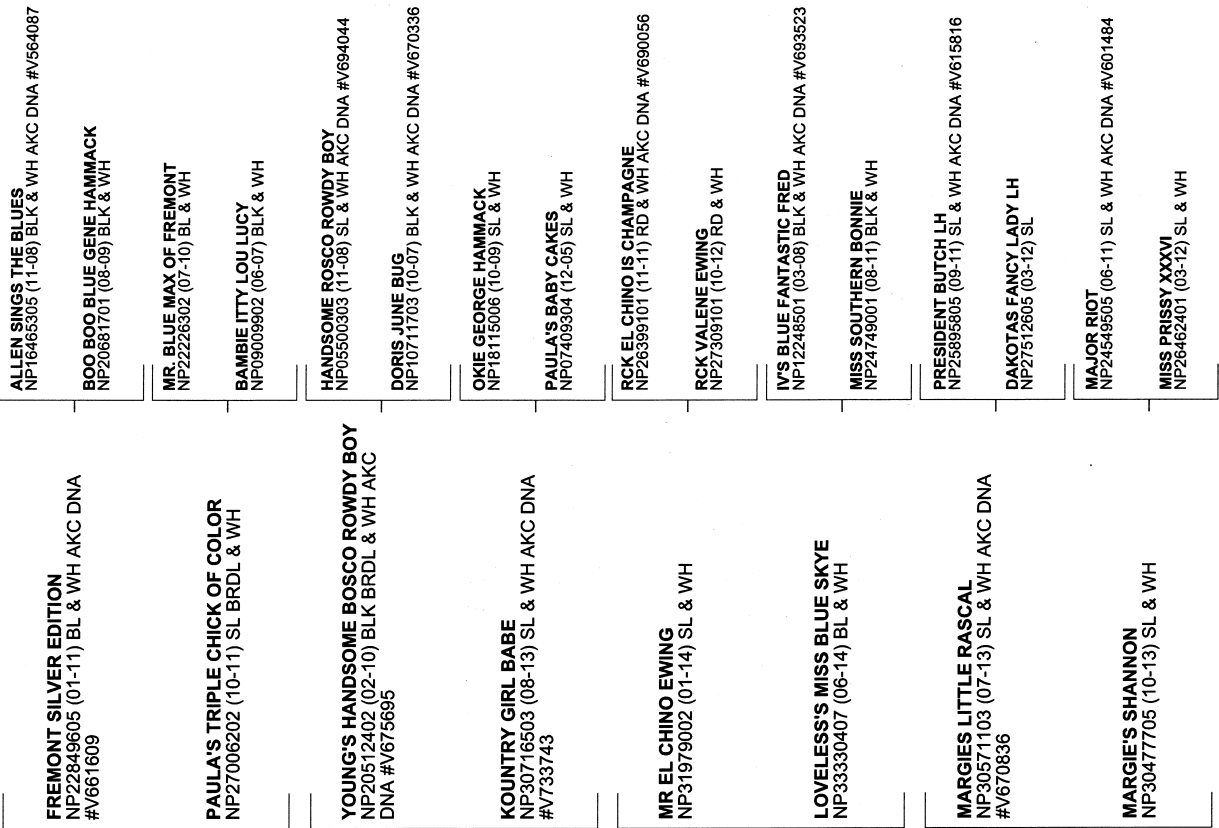 ALLEN SINGS THE BLUES
NP16465305 (11-08) BLK & WH AKC DNA #V564087
BOO BOO BLUE GENE HAMMACK
NP20681701 (08-09) BLK & WH
MR. BLUE MAX OF FREMONT
NP22226302 (07-10) BL & WH
BAMBIE ITTY LOU LUCY
NP09009902 (06-07) BLK & WH
HANDSOME ROSCO ROWDY BOY
NP05500303 (11-08) SL & WH AKC DNA #V694044
DORIS JUNE BUG
NP10711703 (10-07) BLK & WH AKC DNA #V670336
OKIE GEORGE HAMMACK
NP18115006 (10-09) SL & WH
PAULA'S BABY CAKES
NP07409304 (12-05) SL & WH
RCK EL CHINO IS CHAMPAGNE
NP26399101 (11-11) RD & WH AKC DNA #V690056
RCK VALENE EWING
NP27309101 (10-12) RD & WH
IV'S BLUE FANTASTIC FRED
NP12248501 (03-08) BLK & WH AKC DNA #V693523
MISS SOUTHERN BONNIE
NP24749001 (08-11) BLK & WH
PRESIDENT BUTCH LH
NP25895805 (09-11) SL & WH AKC DNA #V615816
DAKOTAS FANCY LADY LH
NP27512605 (03-12) SL
MAJOR RIOT
NP24549505 (06-11) SL & WH AKC DNA #V601484
MISS PRISSY XXXVI
NP26462401 (03-12) SL & WH
FREMONT SILVER EDITION
NP22849605 (01-11) BL & WH AKC DNA
#V661609
PAULA'S TRIPLE CHICK OF COLOR
NP27006202 (10-11) SL BRDL & WH
YOUNG'S HANDSOME BOSCO ROWDY BOY
NP20512402 (02-10) BLK BRDL & WH AKC
DNA #V675695
KOUNTRY GIRL BABE
NP30716503 (08-13) SL & WH AKC DNA
#V733743
MR EL CHINO EWING
NP31979002 (01-14) SL & WH
LOVELESS'S MISS BLUE SKYE
NP33330407 (06-14) BL & WH
MARGIES LITTLE RASCAL
NP30571103 (07-13) SL & WH AKC DNA
#V670836
MARGIE'S SHANNON
NP30477705 (10-13) SL & WH